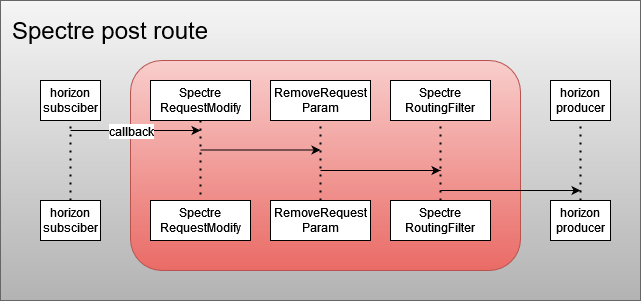 Spectre post route
horizon
subsciber
Spectre
RequestModify
RemoveRequest
Param
Spectre
RoutingFilter
horizon
producer
callback
horizon
subsciber
Spectre
RequestModify
RemoveRequest
Param
Spectre
RoutingFilter
horizon
producer